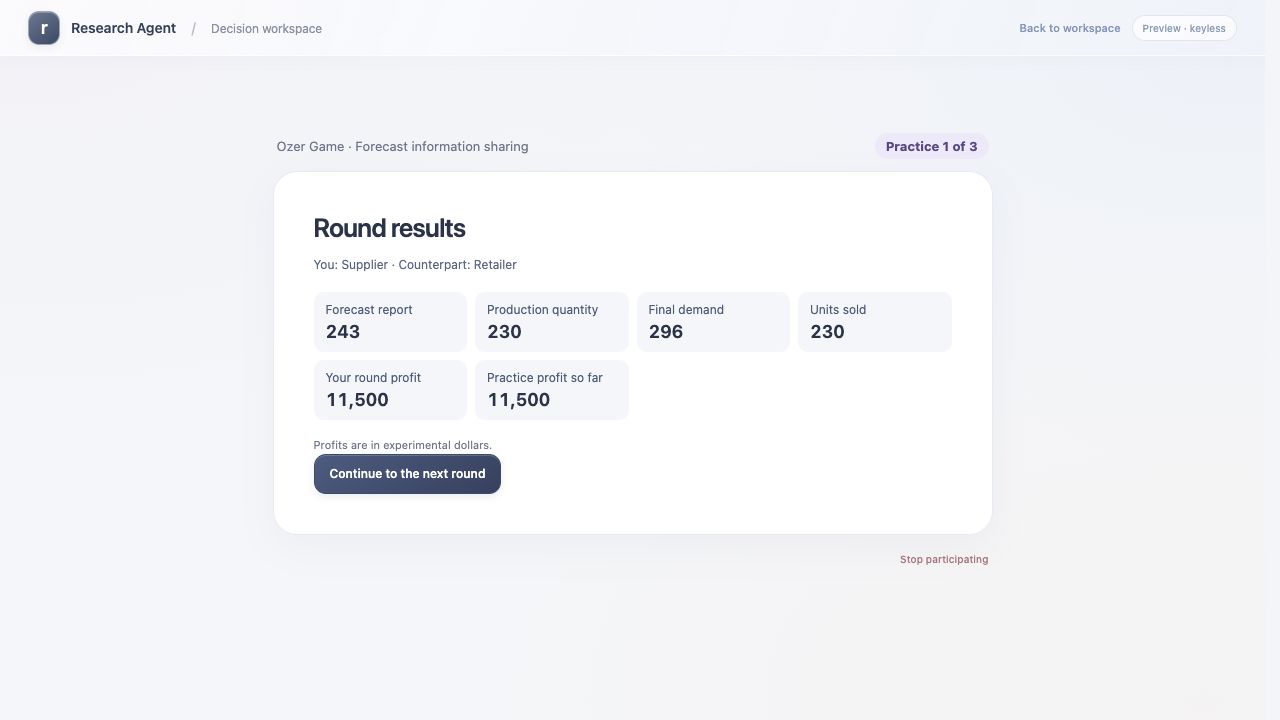 r Research Agent / Decision workspace Back to workspace Preview · keyless
Ozer Game · Forecast information sharing Practice 1 of 3
Round results
You: Supplier · Counterpart: Retailer
Forecast report Production quantity Final demand Units sold
243 230 296 230
Your round profit Practice profit so far
11,500 11,500
Profits are in experimental dollars.
Continue to the next round
Stop participating